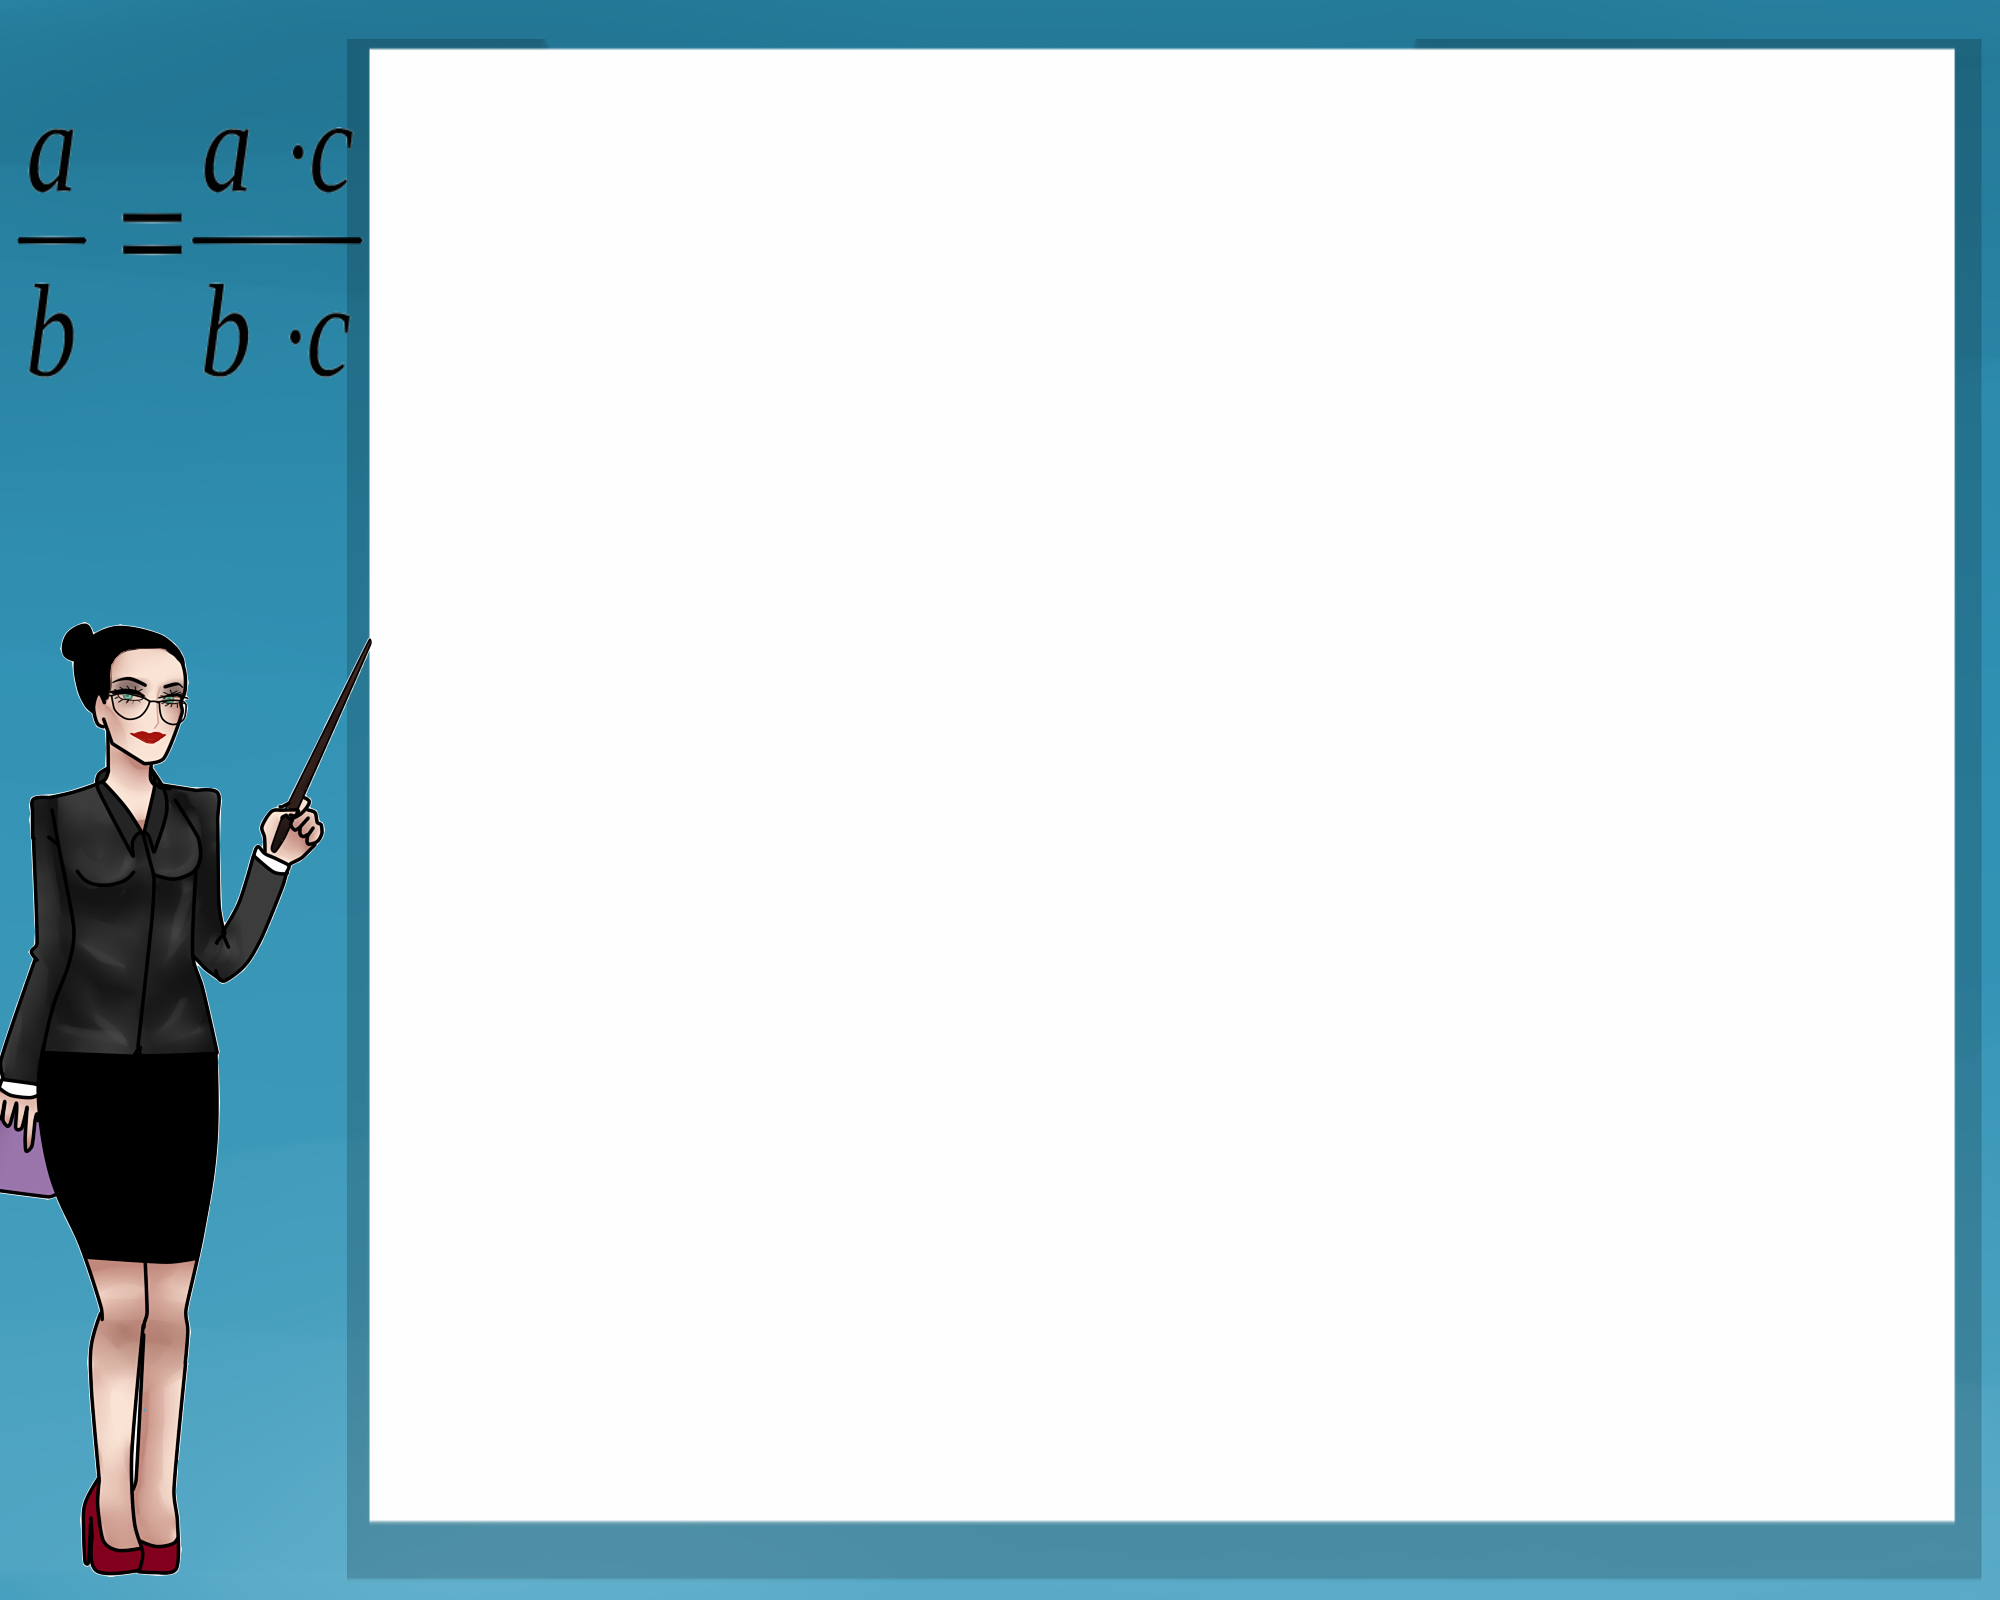 a/b = a·c/b·c